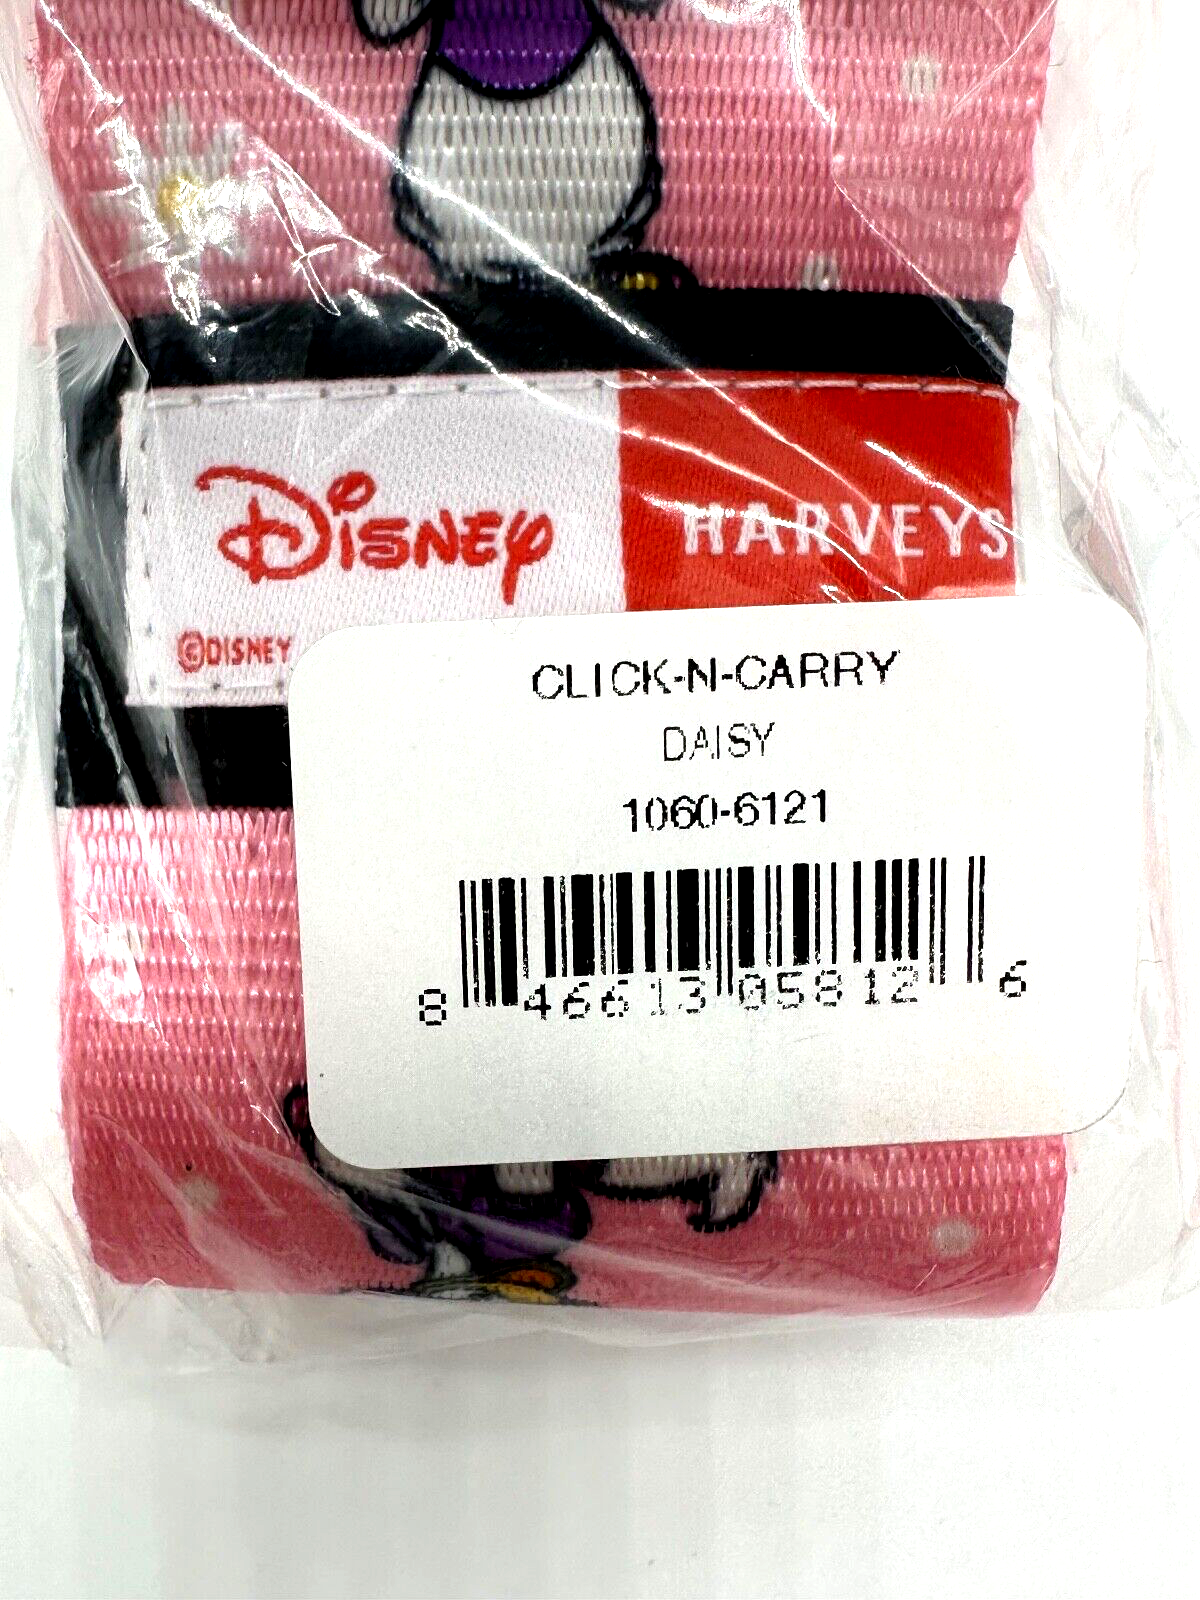 Disney
HARVEYS
©DISNEY
CLICK-N-CARRY
DAISY
1060-6121
8 46613 05812 6